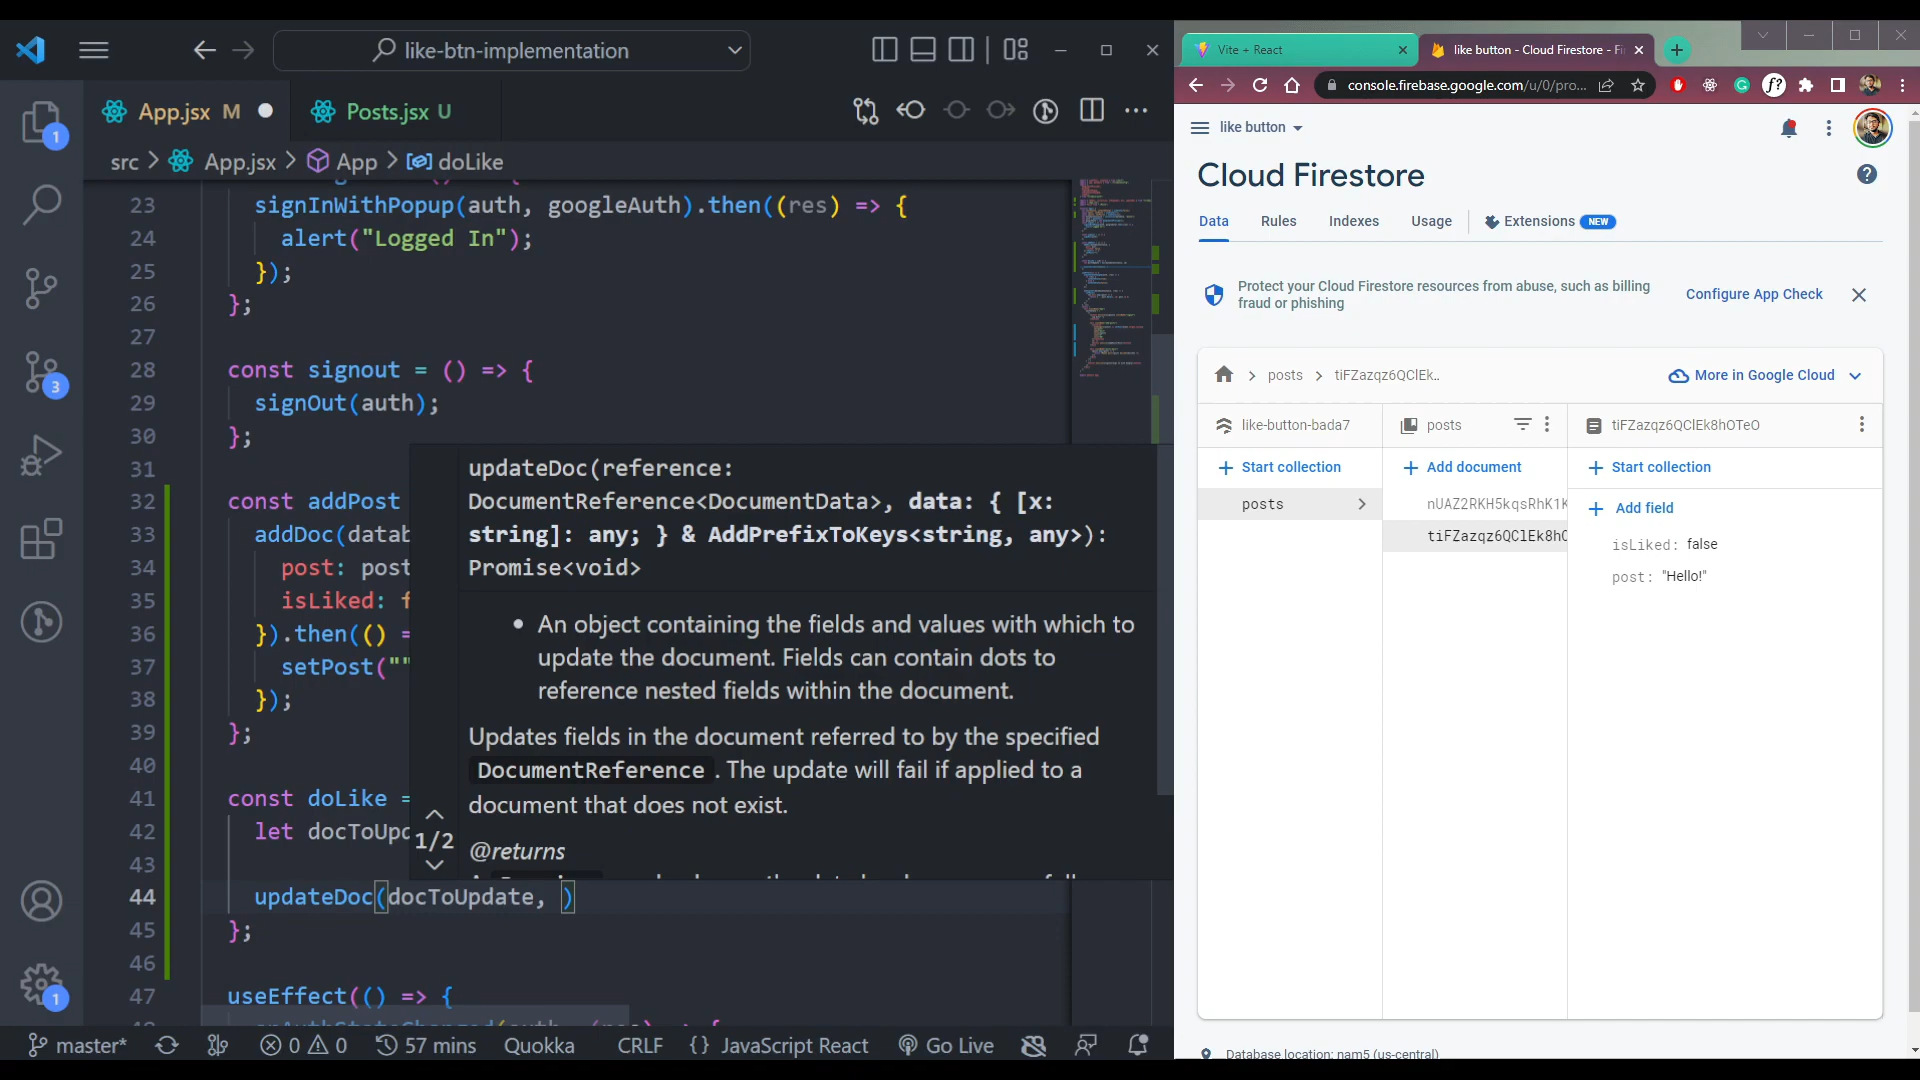 like-btn-implementation
App.jsx M
Posts.jsx U
src > App.jsx > App > doLike
23 signInWithPopup(auth, googleAuth).then((res) => {
24 alert("Logged In");
25 });
26 };
27
28 const signout = () => {
29 signOut(auth);
30 };
31
32 const addPost
33 addDoc(datab
34 post: post
35 isLiked: f
36 }).then(() =
37 setPost(""
38 });
39 };
40
41 const doLike =
42 let docToUpd
43
44 updateDoc(docToUpdate, )
45 };
46
47 useEffect(() => {
updateDoc(reference:
DocumentReference<DocumentData>, data: { [x:
string]: any; } & AddPrefixToKeys<string, any>):
Promise<void>
• An object containing the fields and values with which to
update the document. Fields can contain dots to
reference nested fields within the document.
Updates fields in the document referred to by the specified
DocumentReference . The update will fail if applied to a
document that does not exist.
@returns
1/2
1
3
1
master*
0 0
57 mins
Quokka
CRLF
{} JavaScript React
Go Live
Vite + React
like button - Cloud Firestore - Fi
console.firebase.google.com/u/0/pro...
like button
Cloud Firestore
Data
Rules
Indexes
Usage
Extensions NEW
Protect your Cloud Firestore resources from abuse, such as billing
fraud or phishing
Configure App Check
> posts > tiFZazqz6QClEk..
More in Google Cloud
like-button-bada7
posts
tiFZazqz6QClEk8hOTeO
+ Start collection
+ Add document
+ Start collection
posts >
nUAZ2RKH5kqsRhK1K
tiFZazqz6QClEk8hO
+ Add field
isLiked: false
post: "Hello!"
Database location: nam5 (us-central)